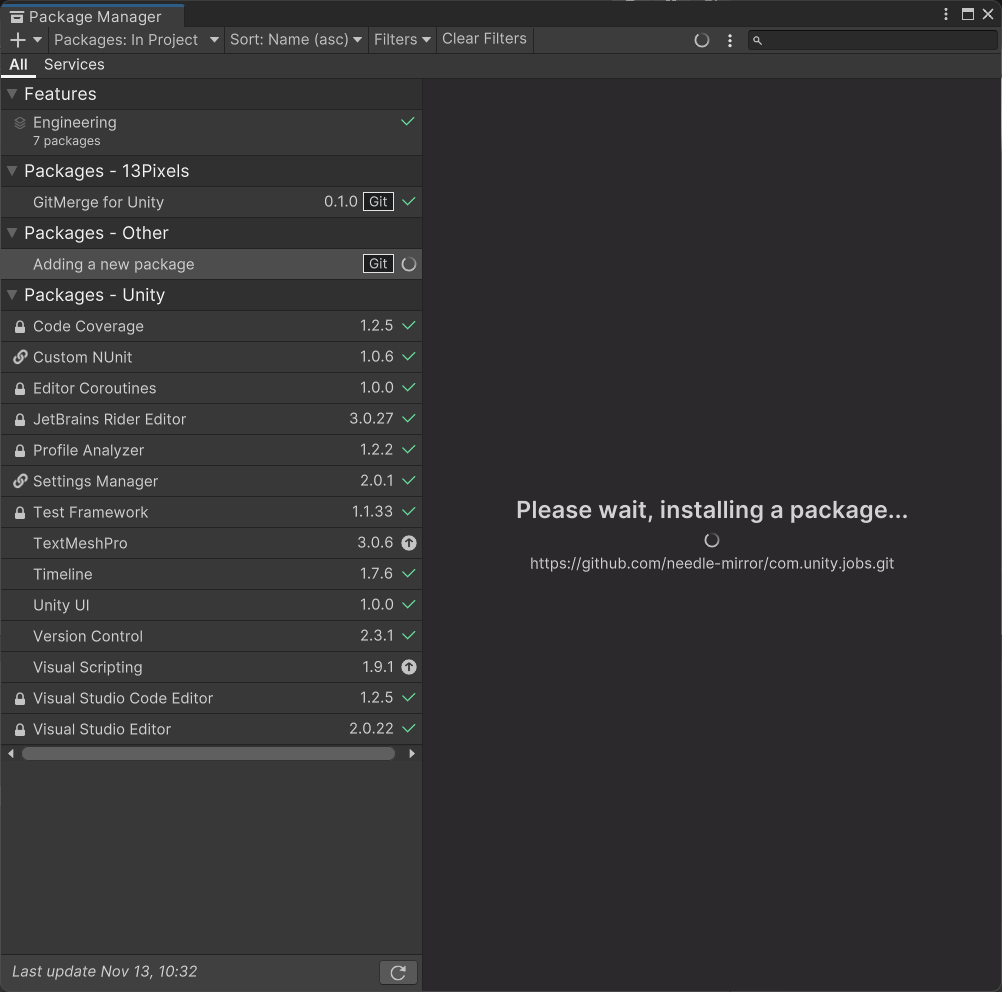 Package Manager
Packages: In Project Sort: Name (asc) Filters Clear Filters
All Services
Features
Engineering
7 packages
Packages - 13Pixels
GitMerge for Unity 0.1.0 Git
Packages - Other
Adding a new package Git
Packages - Unity
Code Coverage 1.2.5
Custom NUnit 1.0.6
Editor Coroutines 1.0.0
JetBrains Rider Editor 3.0.27
Profile Analyzer 1.2.2
Settings Manager 2.0.1
Test Framework 1.1.33
TextMeshPro 3.0.6
Timeline 1.7.6
Unity UI 1.0.0
Version Control 2.3.1
Visual Scripting 1.9.1
Visual Studio Code Editor 1.2.5
Visual Studio Editor 2.0.22
Last update Nov 13, 10:32
Please wait, installing a package...
https://github.com/needle-mirror/com.unity.jobs.git